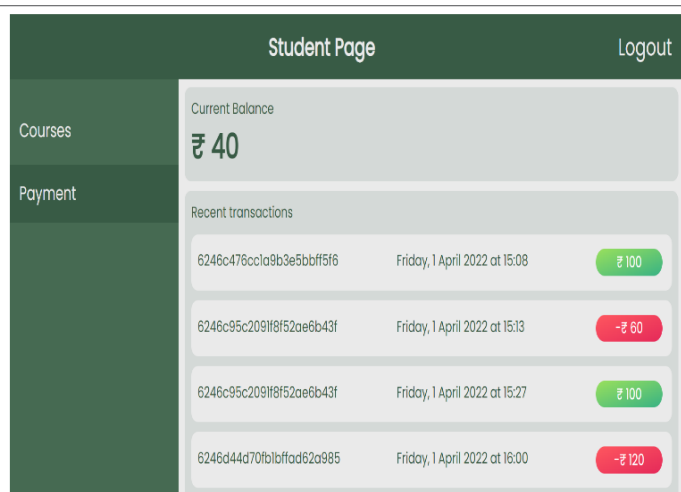 Student Page
Logout
Courses
Payment
Current Balance
₹ 40
Recent transactions
6246c476cc1a9b3e5bbff5f6 Friday, 1 April 2022 at 15:08 ₹ 100
6246c95c2091f8f52ae6b43f Friday, 1 April 2022 at 15:13 -₹ 60
6246c95c2091f8f52ae6b43f Friday, 1 April 2022 at 15:27 ₹ 100
6246d44d70fb1bffad62a985 Friday, 1 April 2022 at 16:00 -₹ 120